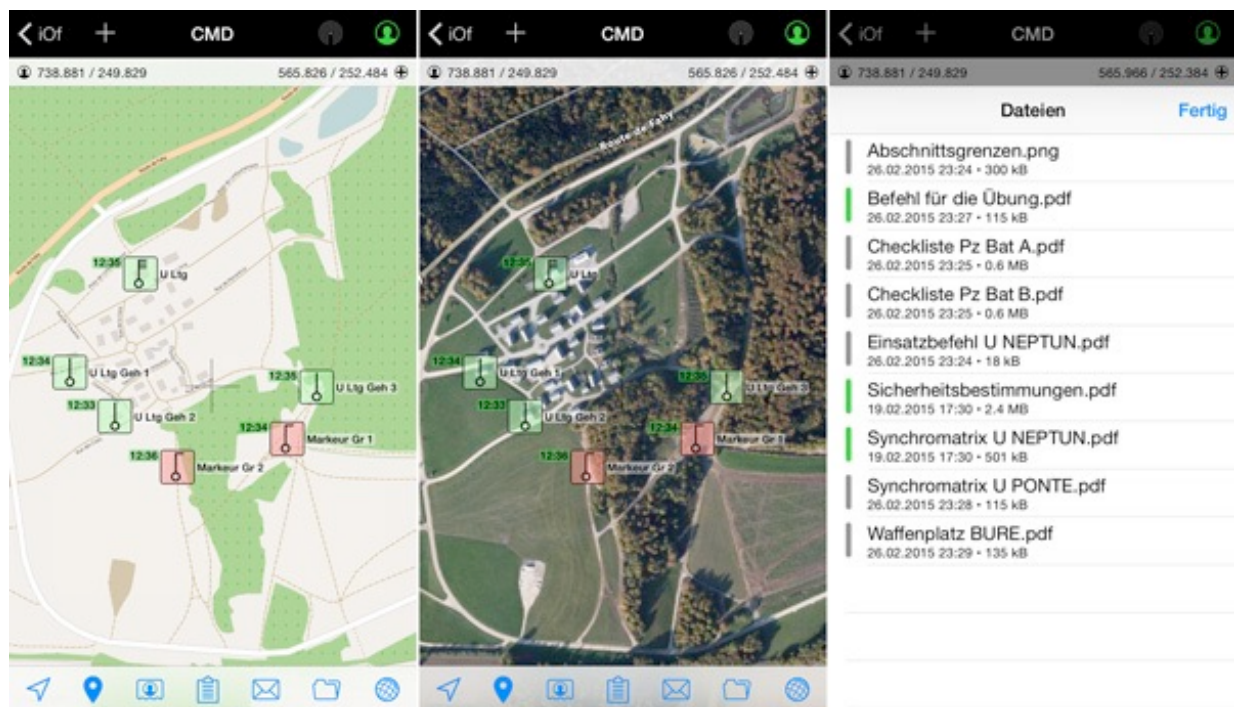 iOf + CMD
738.881 / 249.829 565.826 / 252.484
12:35
U Ltg
12:34
U Ltg Geh 1
12:35
U Ltg Geh 3
12:33
U Ltg Geh 2
12:34
Markeur Gr 1
12:36
Markeur Gr 2
iOf + CMD
738.881 / 249.829 565.826 / 252.484
Route de Fahy
12:35
U Ltg
12:34
U Ltg Geh 1
12:35
U Ltg Geh 3
12:33
U Ltg Geh 2
12:34
Markeur Gr 1
12:36
Markeur Gr 2
iOf + CMD
738.881 / 249.829 565.966 / 252.384
Dateien Fertig
Abschnittsgrenzen.png
26.02.2015 23:24 • 300 kB
Befehl für die Übung.pdf
26.02.2015 23:27 • 115 kB
Checkliste Pz Bat A.pdf
26.02.2015 23:25 • 0.6 MB
Checkliste Pz Bat B.pdf
26.02.2015 23:25 • 0.6 MB
Einsatzbefehl U NEPTUN.pdf
26.02.2015 23:24 • 18 kB
Sicherheitsbestimmungen.pdf
19.02.2015 17:30 • 2.4 MB
Synchromatrix U NEPTUN.pdf
19.02.2015 17:30 • 501 kB
Synchromatrix U PONTE.pdf
26.02.2015 23:28 • 115 kB
Waffenplatz BURE.pdf
26.02.2015 23:29 • 135 kB